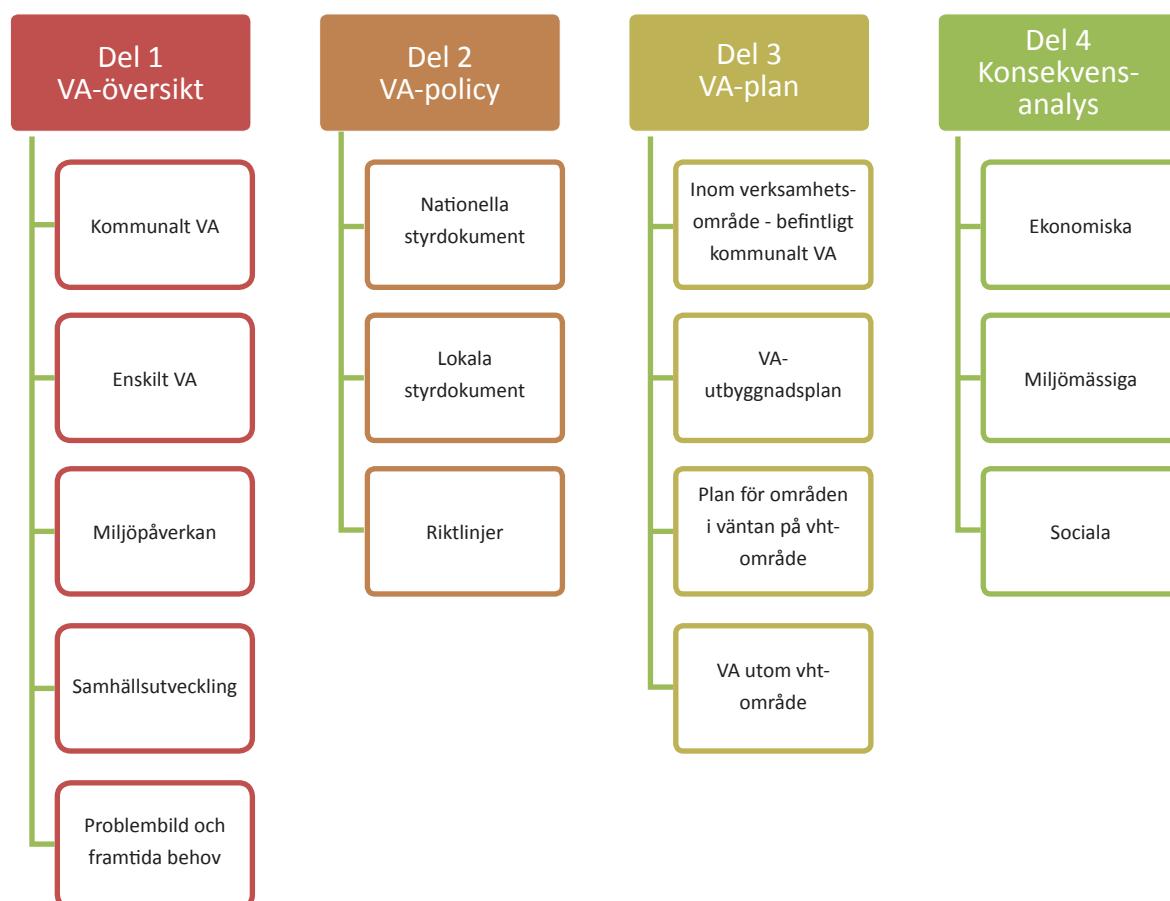 Del 1
VA-översikt
Kommunalt VA
Enskilt VA
Miljöpåverkan
Samhällsutveckling
Problembild och
framtida behov
Del 2
VA-policy
Nationella
styrdokument
Lokala
styrdokument
Riktlinjer
Del 3
VA-plan
Inom verksamhets-
område - befintligt
kommunalt VA
VA-
utbyggnadsplan
Plan för områden
i väntan på vht-
område
VA utom vht-
område
Del 4
Konsekvens-
analys
Ekonomiska
Miljömässiga
Sociala